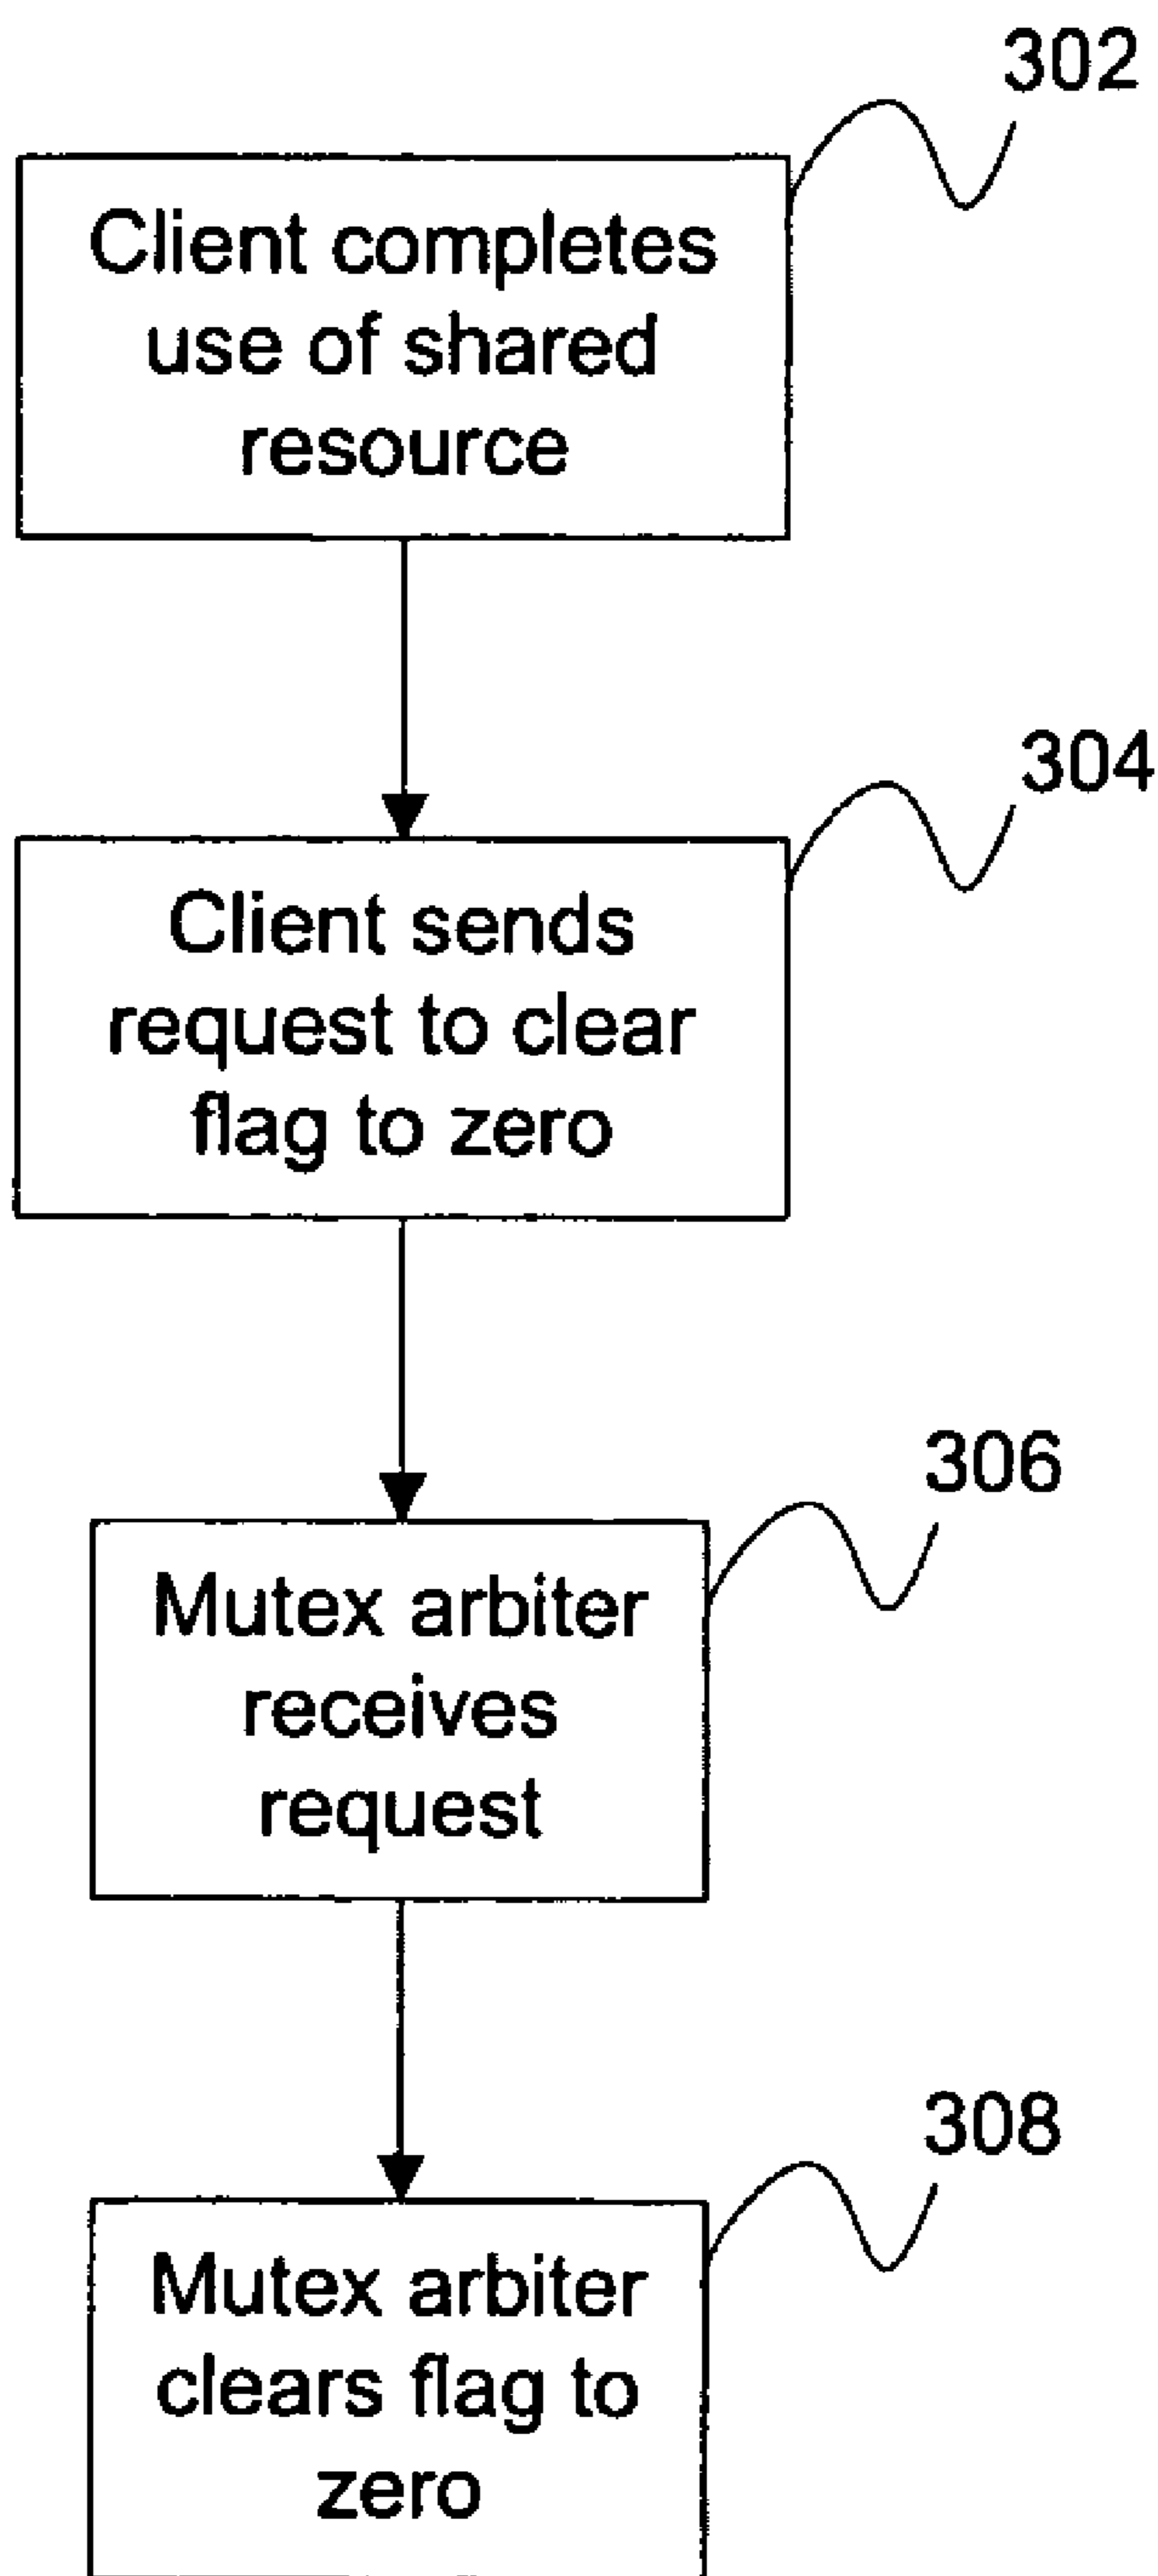 302
Client completes
use of shared
resource
304
Client sends
request to clear
flag to zero
306
Mutex arbiter
receives
request
308
Mutex arbiter
clears flag to
zero